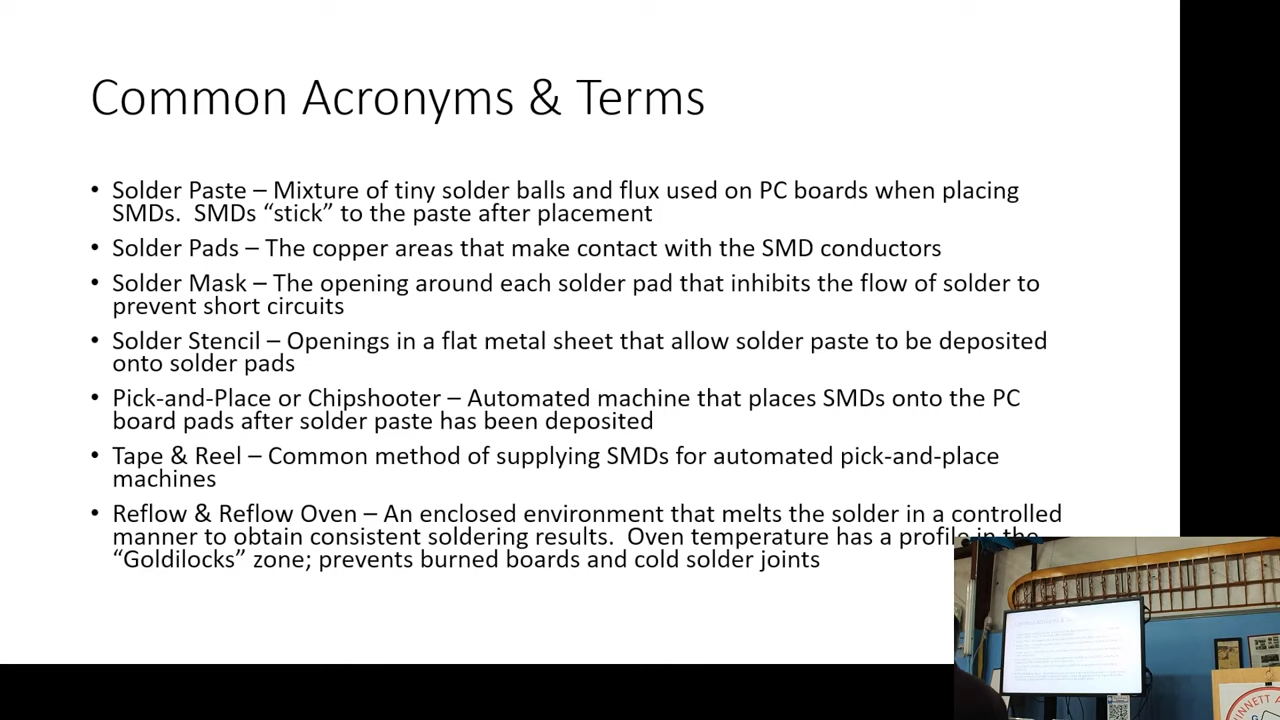 Common Acronyms & Terms
• Solder Paste – Mixture of tiny solder balls and flux used on PC boards when placing
SMDs.  SMDs “stick” to the paste after placement
• Solder Pads – The copper areas that make contact with the SMD conductors
• Solder Mask – The opening around each solder pad that inhibits the flow of solder to
prevent short circuits
• Solder Stencil – Openings in a flat metal sheet that allow solder paste to be deposited
onto solder pads
• Pick-and-Place or Chipshooter – Automated machine that places SMDs onto the PC
board pads after solder paste has been deposited
• Tape & Reel – Common method of supplying SMDs for automated pick-and-place
machines
• Reflow & Reflow Oven – An enclosed environment that melts the solder in a controlled
manner to obtain consistent soldering results.  Oven temperature has a profile in the
“Goldilocks” zone; prevents burned boards and cold solder joints